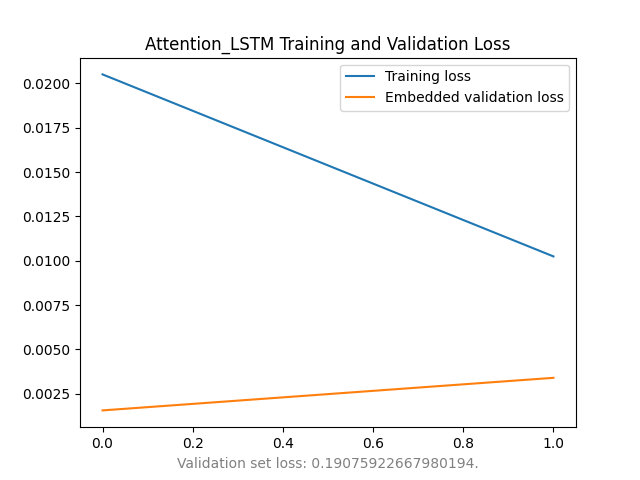 Attention_LSTM Training and Validation Loss
Training loss
Embedded validation loss
0.0200
0.0175
0.0150
0.0125
0.0100
0.0075
0.0050
0.0025
0.0 0.2 0.4 0.6 0.8 1.0
Validation set loss: 0.19075922667980194.